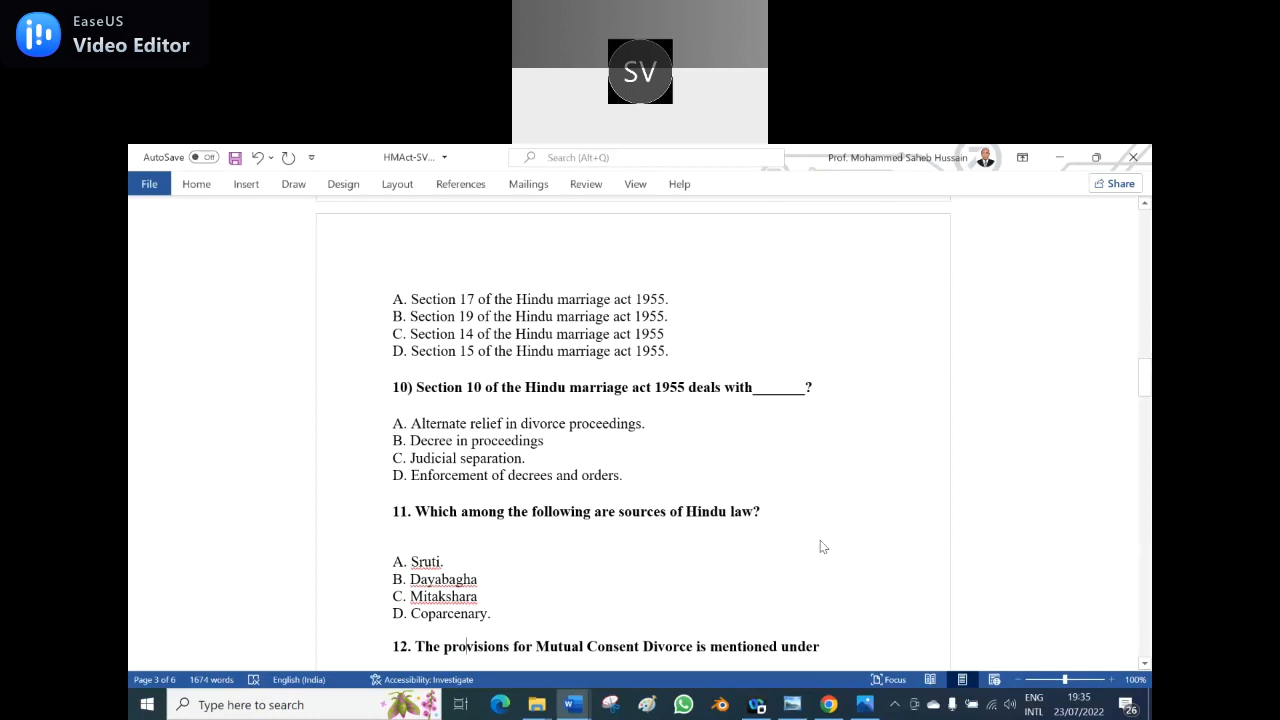 EaseUS
Video Editor
SV
AutoSave Off
HMAct-SV...
Search (Alt+Q)
Prof. Mohammed Saheb Hussain
File Home Insert Draw Design Layout References Mailings Review View Help Share
A. Section 17 of the Hindu marriage act 1955.
B. Section 19 of the Hindu marriage act 1955.
C. Section 14 of the Hindu marriage act 1955
D. Section 15 of the Hindu marriage act 1955.
10) Section 10 of the Hindu marriage act 1955 deals with_______?
A. Alternate relief in divorce proceedings.
B. Decree in proceedings
C. Judicial separation.
D. Enforcement of decrees and orders.
11. Which among the following are sources of Hindu law?
A. Sruti.
B. Dayabagha
C. Mitakshara
D. Coparcenary.
12. The provisions for Mutual Consent Divorce is mentioned under
Page 3 of 6 1674 words English (India) Accessibility: Investigate Focus 100%
Type here to search
ENG 19:35
INTL 23/07/2022 26